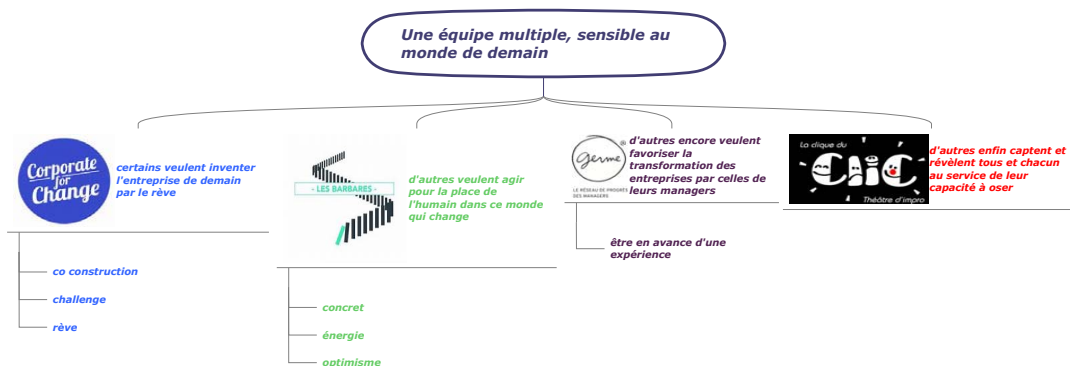 Une équipe multiple, sensible au
monde de demain
Corporate
for
Change
certains veulent inventer
l'entreprise de demain
par le rêve
co construction
challenge
rêve
- LES BARBARES -
d'autres veulent agir
pour la place de
l'humain dans ce monde
qui change
concret
énergie
optimisme
germe
®
LE RÉSEAU DE PROGRÈS
DES MANAGERS
d'autres encore veulent
favoriser la
transformation des
entreprises par celles de
leurs managers
être en avance d'une
expérience
La clique du
CliC
Théâtre d'impro
d'autres enfin captent et
révèlent tous et chacun
au service de leur
capacité à oser